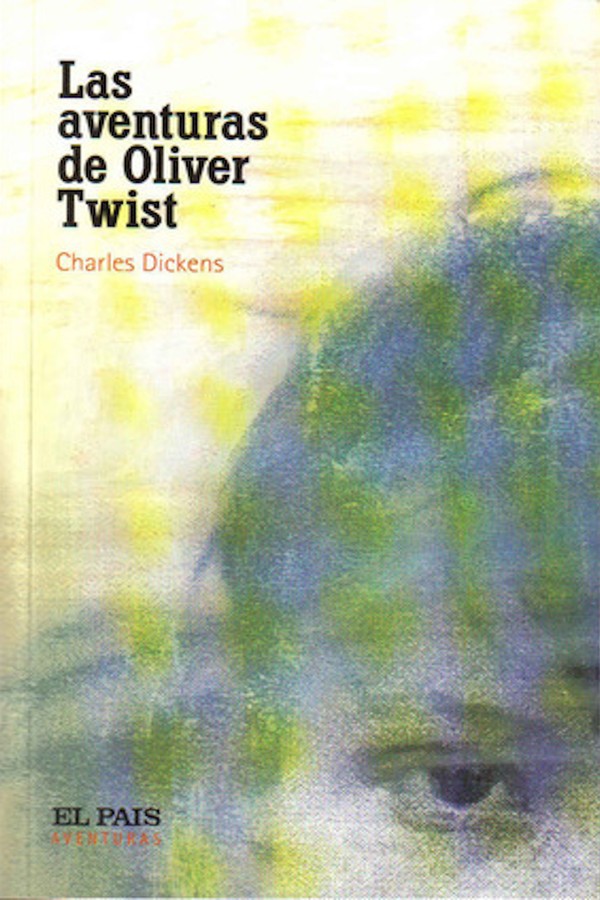 Las
aventuras
de Oliver
Twist
Charles Dickens
EL PAIS
AVENTURAS